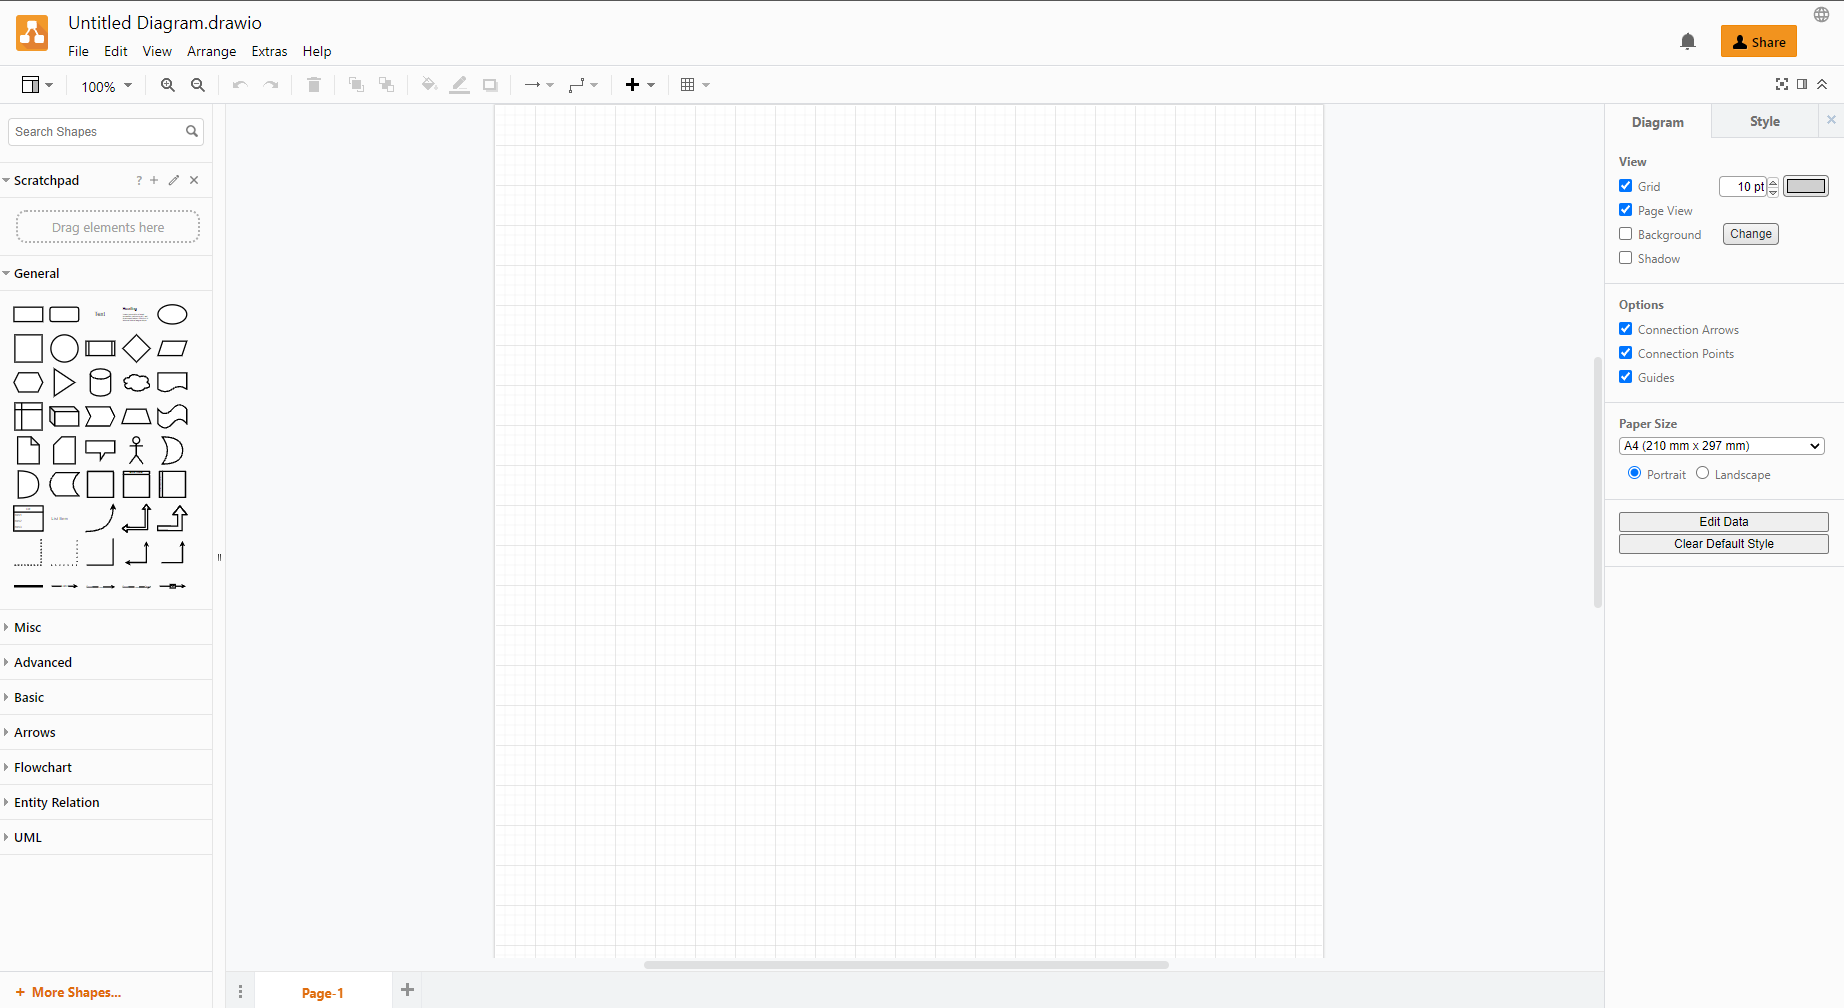 Untitled Diagram.drawio
File Edit View Arrange Extras Help
Share
100%
Search Shapes
Scratchpad
?
Drag elements here
General
Text
Heading
Misc
Advanced
Basic
Arrows
Flowchart
Entity Relation
UML
+ More Shapes...
Page-1
Diagram
Style
View
Grid
10 pt
Page View
Background
Change
Shadow
Options
Connection Arrows
Connection Points
Guides
Paper Size
A4 (210 mm x 297 mm)
Portrait
Landscape
Edit Data
Clear Default Style